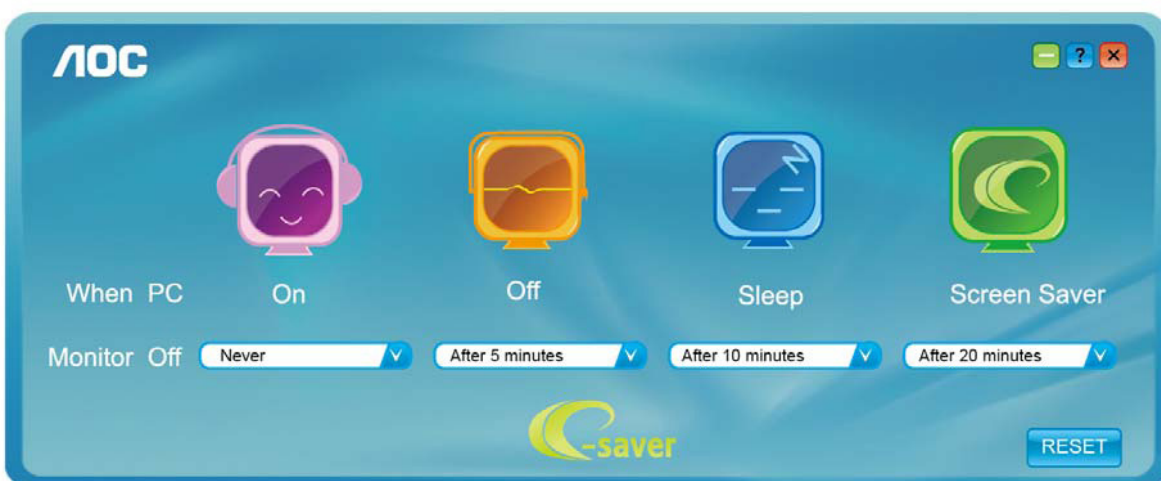 AOC
?
When PC On Off Sleep Screen Saver
Monitor Off Never After 5 minutes After 10 minutes After 20 minutes
e-saver
RESET